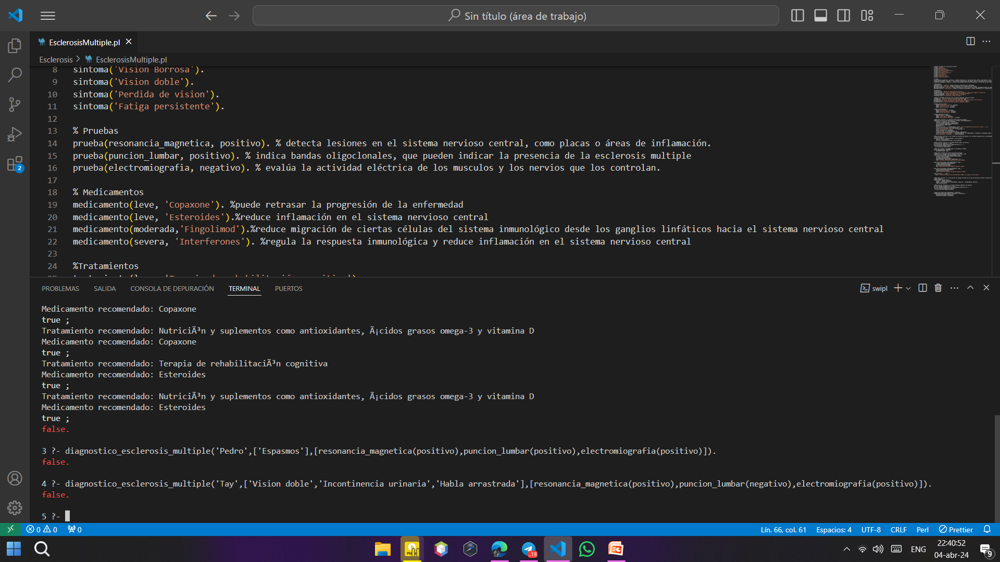 Sin título (área de trabajo)
EsclerosisMultiple.pl
Esclerosis > EsclerosisMultiple.pl
8 sintoma('Vision Borrosa').
9 sintoma('Vision doble').
10 sintoma('Perdida de vision').
11 sintoma('Fatiga persistente').
12
13 % Pruebas
14 prueba(resonancia_magnetica, positivo). % detecta lesiones en el sistema nervioso central, como placas o áreas de inflamación.
15 prueba(puncion_lumbar, positivo). % indica bandas oligoclonales, que pueden indicar la presencia de la esclerosis multiple
16 prueba(electromiografia, negativo). % evalúa la actividad eléctrica de los musculos y los nervios que los controlan.
17
18 % Medicamentos
19 medicamento(leve, 'Copaxone'). %puede retrasar la progresión de la enfermedad
20 medicamento(leve, 'Esteroides').%reduce inflamación en el sistema nervioso central
21 medicamento(moderada,'Fingolimod').%reduce migración de ciertas células del sistema inmunológico desde los ganglios linfáticos hacia el sistema nervioso central
22 medicamento(severa, 'Interferones'). %regula la respuesta inmunológica y reduce inflamación en el sistema nervioso central
23
24 %Tratamientos
PROBLEMAS SALIDA CONSOLA DE DEPURACIÓN TERMINAL PUERTOS swipl
Medicamento recomendado: Copaxone
true ;
Tratamiento recomendado: NutriciÃ³n y suplementos como antioxidantes, Ã¡cidos grasos omega-3 y vitamina D
Medicamento recomendado: Copaxone
true ;
Tratamiento recomendado: Terapia de rehabilitaciÃ³n cognitiva
Medicamento recomendado: Esteroides
true ;
Tratamiento recomendado: NutriciÃ³n y suplementos como antioxidantes, Ã¡cidos grasos omega-3 y vitamina D
Medicamento recomendado: Esteroides
true ;
false.
3 ?- diagnostico_esclerosis_multiple('Pedro',['Espasmos'],[resonancia_magnetica(positivo),puncion_lumbar(positivo),electromiografia(positivo)]).
false.
4 ?- diagnostico_esclerosis_multiple('Tay',['Vision doble','Incontinencia urinaria','Habla arrastrada'],[resonancia_magnetica(positivo),puncion_lumbar(negativo),electromiografia(positivo)]).
false.
5 ?-
2
0 0 0 Lín. 66, col. 61 Espacios: 4 UTF-8 CRLF Perl Prettier
..18 ENG 22:40:52
04-abr-24 9